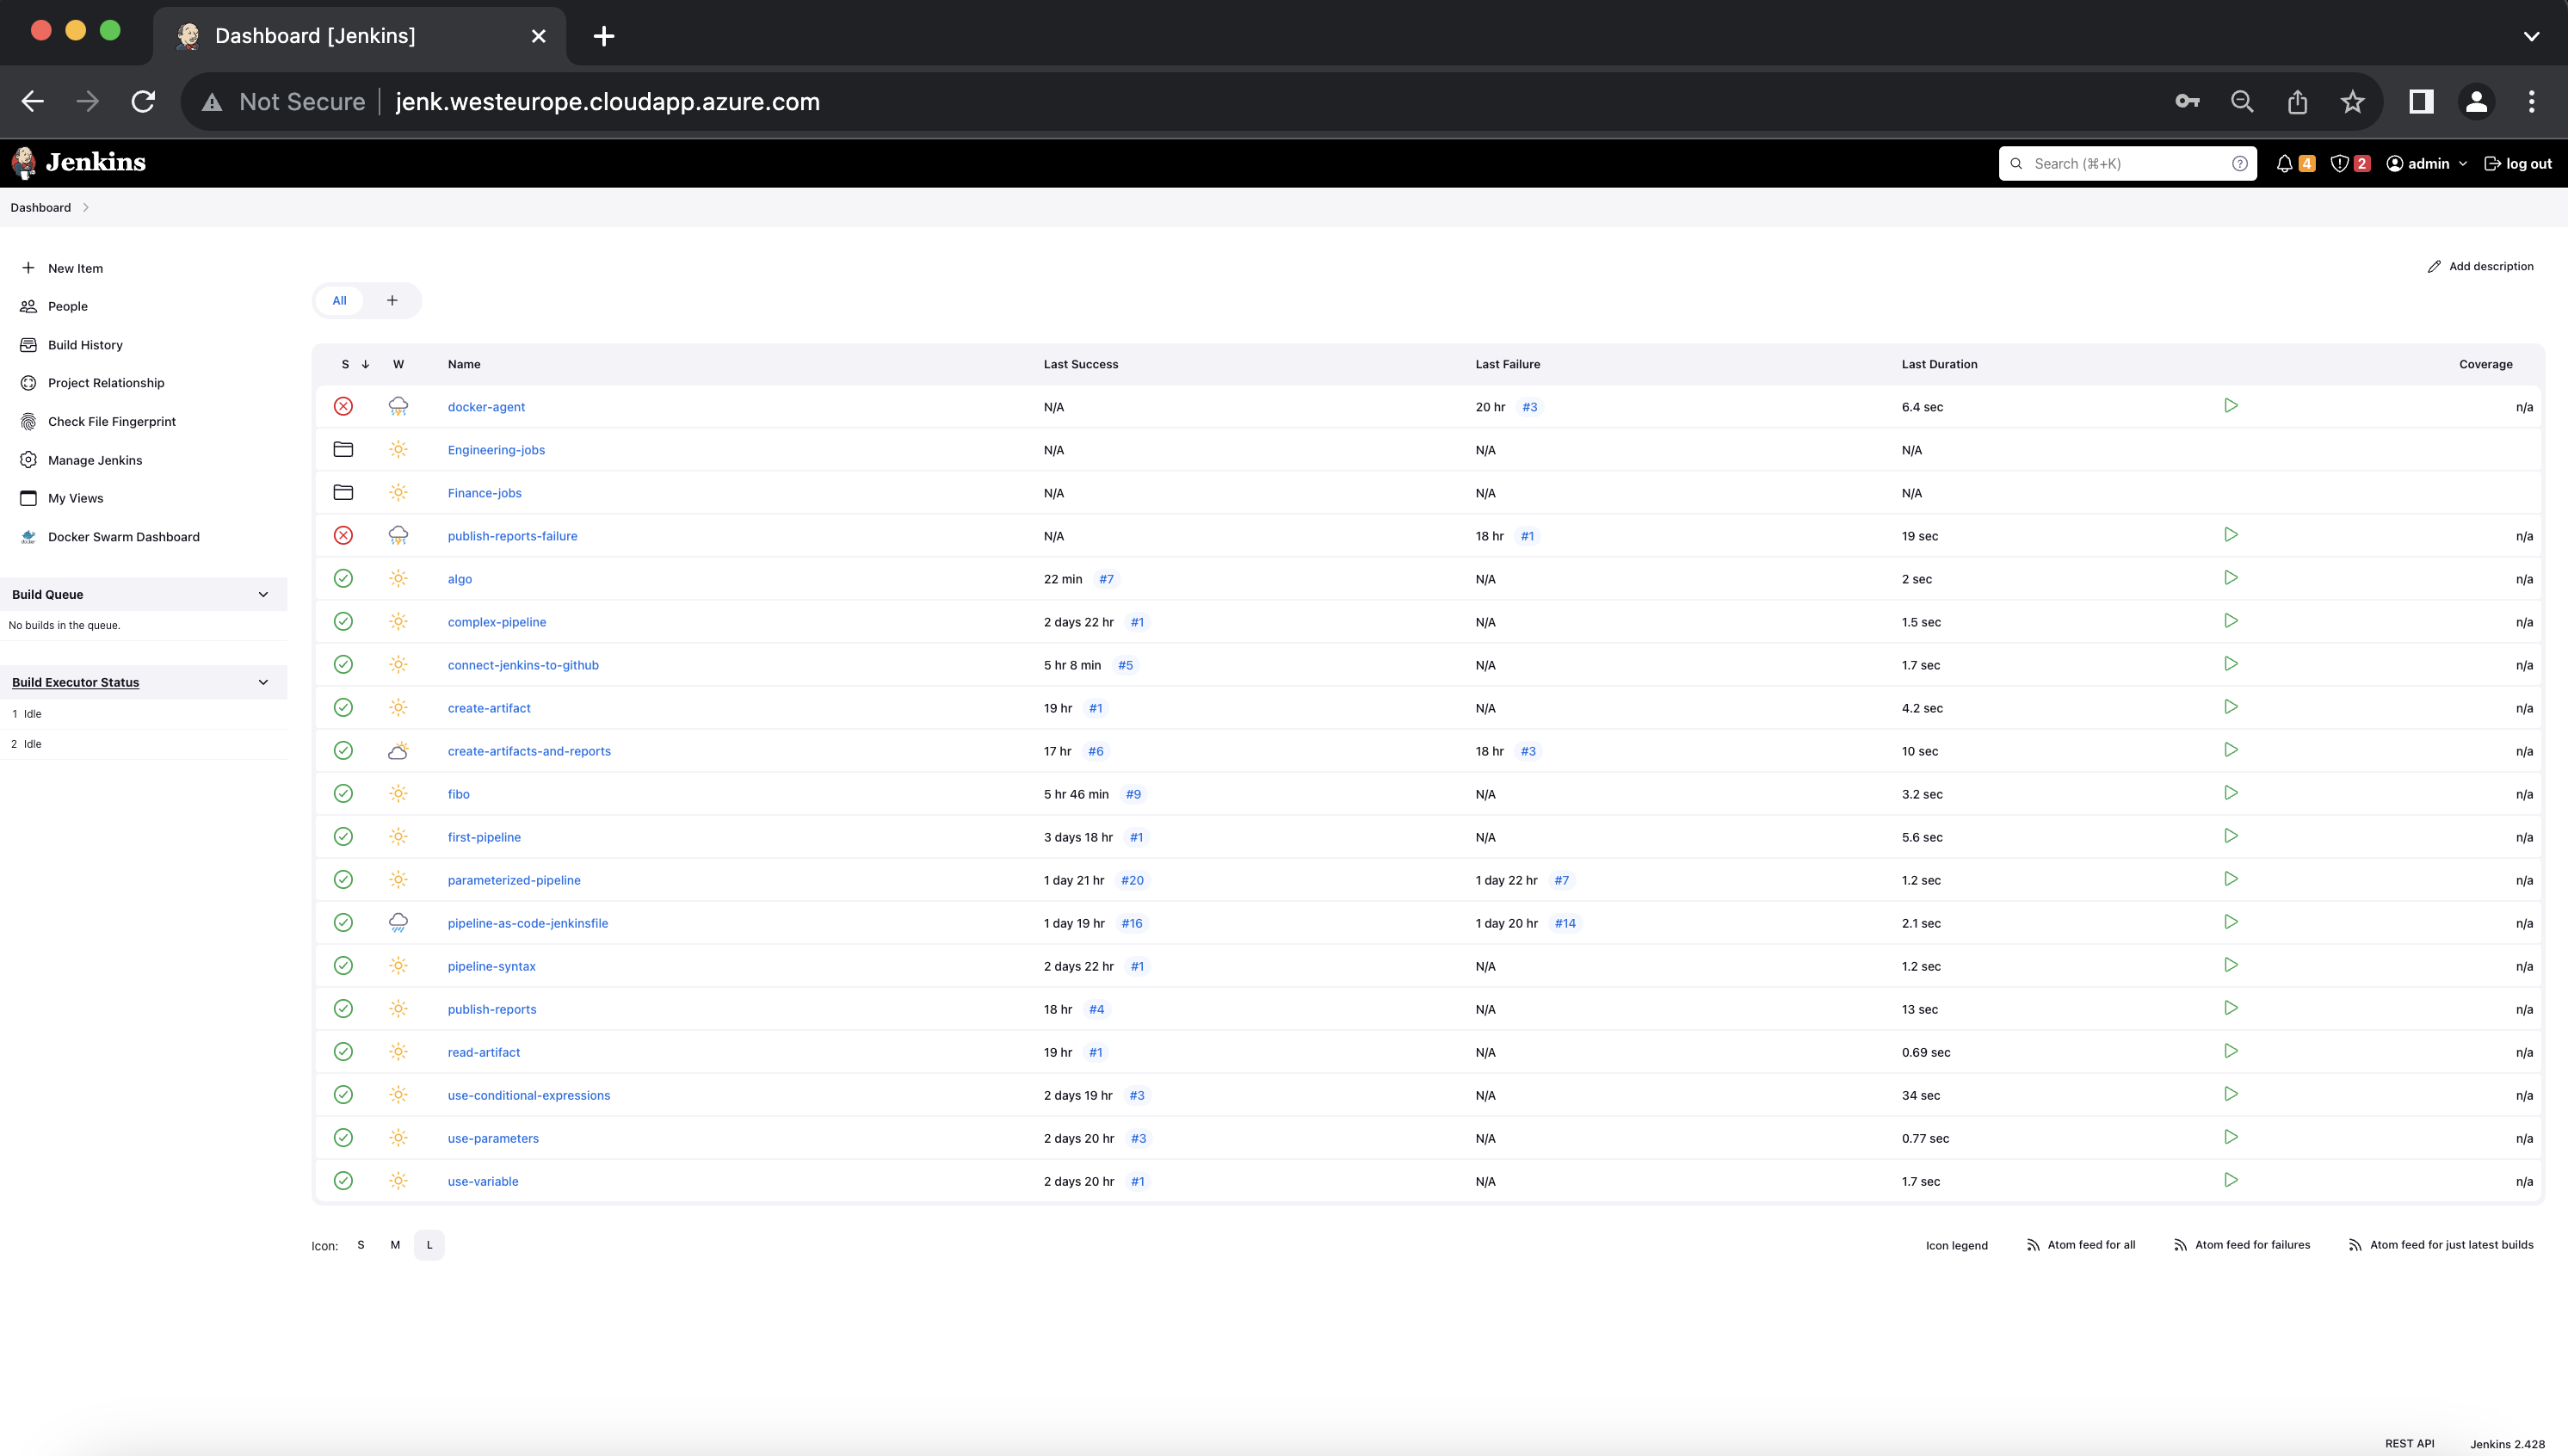 Dashboard [Jenkins]
Not Secure jenk.westeurope.cloudapp.azure.com
Jenkins Search (⌘+K) 4 2 admin log out
Dashboard
New Item
People
Build History
Project Relationship
Check File Fingerprint
Manage Jenkins
My Views
Docker Swarm Dashboard
Build Queue
No builds in the queue.
Build Executor Status
1 Idle
2 Idle
Add description
All +
S ↓ W Name Last Success Last Failure Last Duration Coverage
docker-agent N/A 20 hr #3 6.4 sec n/a
Engineering-jobs N/A N/A N/A
Finance-jobs N/A N/A N/A
publish-reports-failure N/A 18 hr #1 19 sec n/a
algo 22 min #7 N/A 2 sec n/a
complex-pipeline 2 days 22 hr #1 N/A 1.5 sec n/a
connect-jenkins-to-github 5 hr 8 min #5 N/A 1.7 sec n/a
create-artifact 19 hr #1 N/A 4.2 sec n/a
create-artifacts-and-reports 17 hr #6 18 hr #3 10 sec n/a
fibo 5 hr 46 min #9 N/A 3.2 sec n/a
first-pipeline 3 days 18 hr #1 N/A 5.6 sec n/a
parameterized-pipeline 1 day 21 hr #20 1 day 22 hr #7 1.2 sec n/a
pipeline-as-code-jenkinsfile 1 day 19 hr #16 1 day 20 hr #14 2.1 sec n/a
pipeline-syntax 2 days 22 hr #1 N/A 1.2 sec n/a
publish-reports 18 hr #4 N/A 13 sec n/a
read-artifact 19 hr #1 N/A 0.69 sec n/a
use-conditional-expressions 2 days 19 hr #3 N/A 34 sec n/a
use-parameters 2 days 20 hr #3 N/A 0.77 sec n/a
use-variable 2 days 20 hr #1 N/A 1.7 sec n/a
Icon: S M L Icon legend Atom feed for all Atom feed for failures Atom feed for just latest builds
REST API Jenkins 2.428